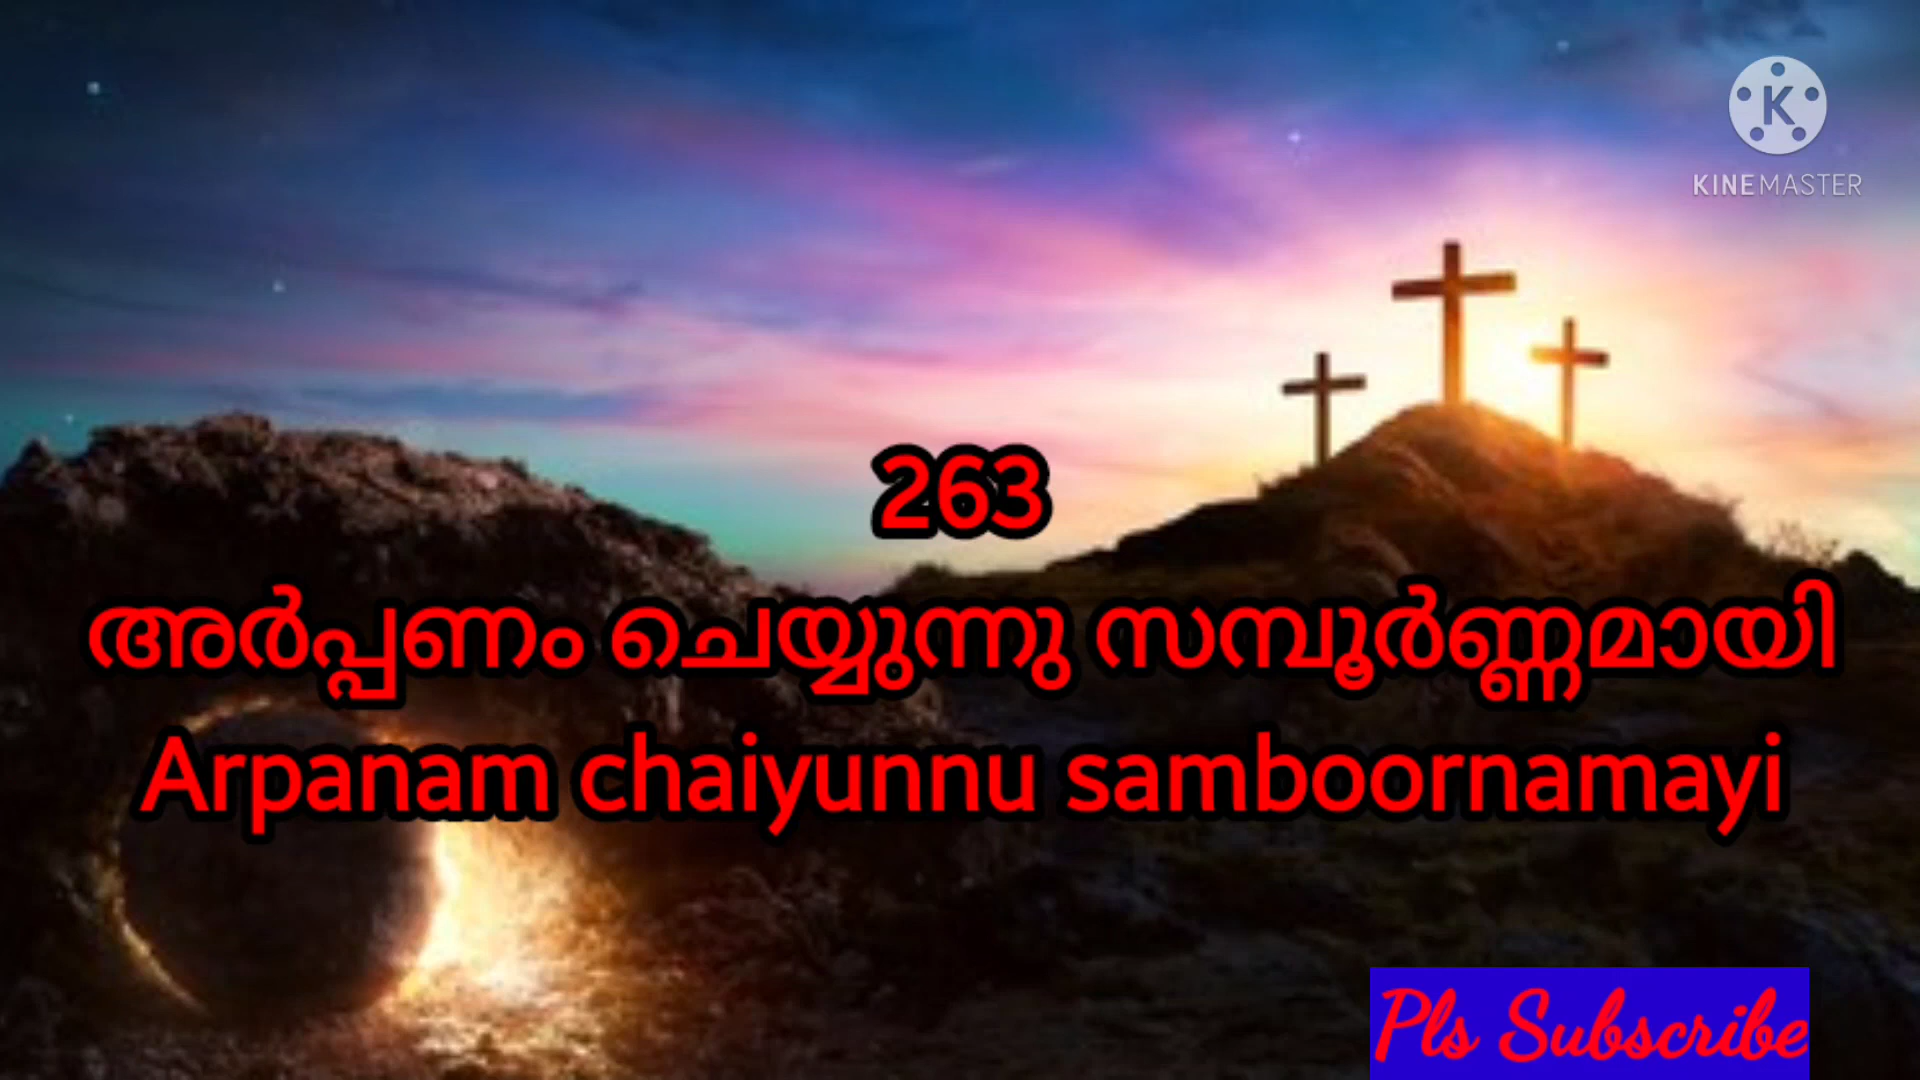 K
KINEMASTER
263
അർപ്പണം ചെയ്യുന്നു സമ്പൂർണ്ണമായി
Arpanam chaiyunnu samboornamayi
Pls Subscribe